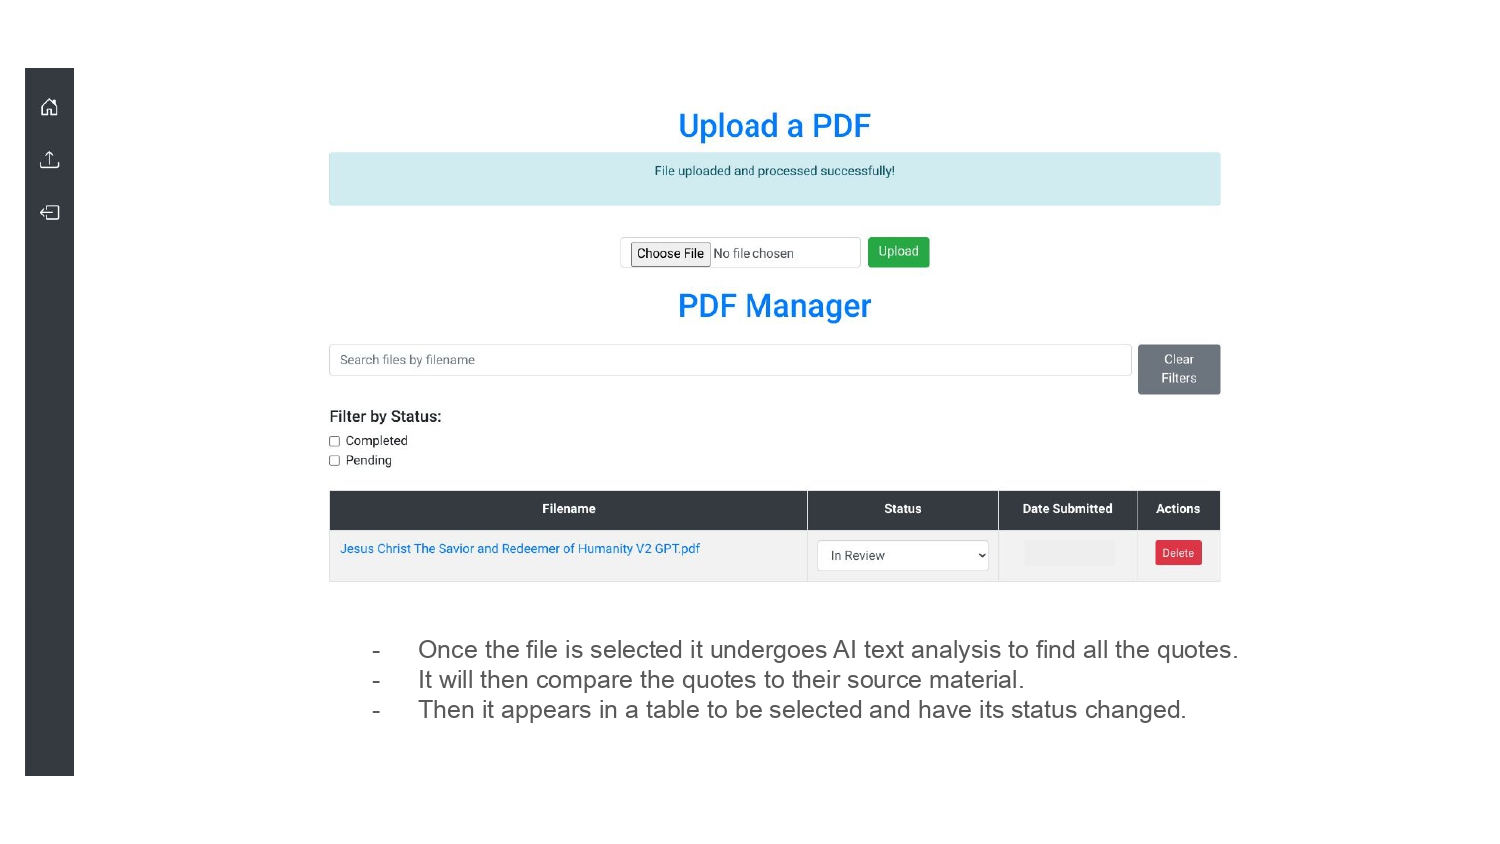 Upload a PDF
File uploaded and processed successfully!
Choose File No file chosen Upload
PDF Manager
Search files by filename
Clear
Filters
Filter by Status:
Completed
Pending
Filename Status Date Submitted Actions
Jesus Christ The Savior and Redeemer of Humanity V2 GPT.pdf In Review Delete
- Once the file is selected it undergoes AI text analysis to find all the quotes.
- It will then compare the quotes to their source material.
- Then it appears in a table to be selected and have its status changed.